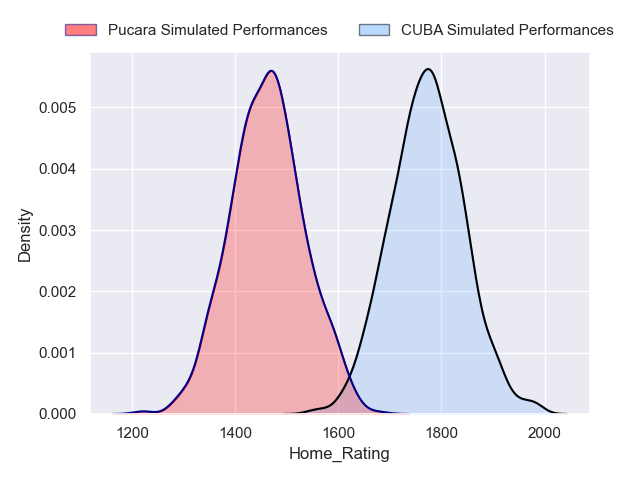 Pucara Simulated Performances CUBA Simulated Performances
0.005
0.004
0.003
0.002
0.001
0.000
Density
1200 1400 1600 1800 2000
Home_Rating